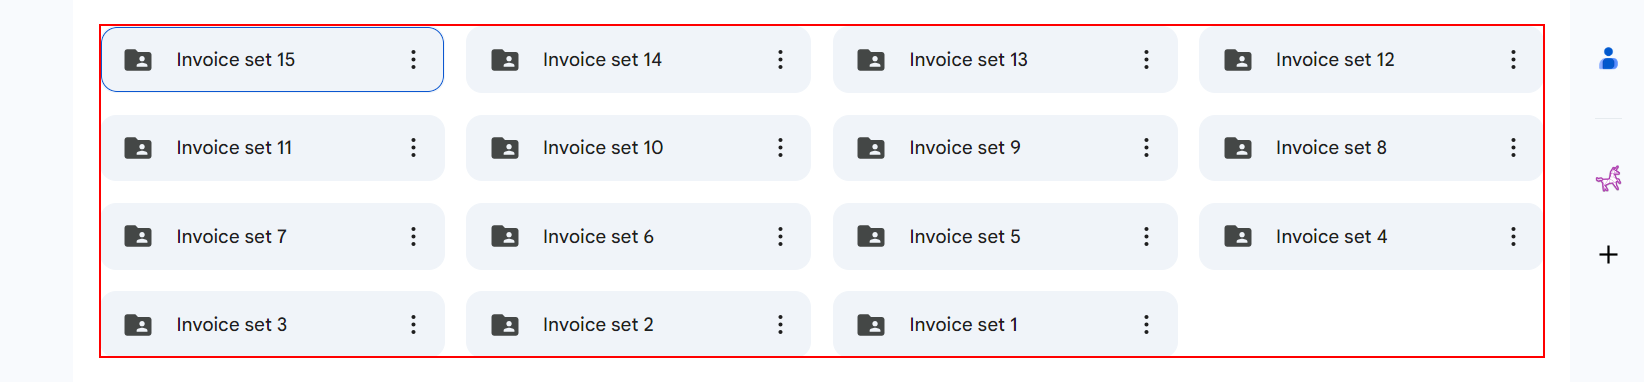 Invoice set 15
Invoice set 14
Invoice set 13
Invoice set 12
Invoice set 11
Invoice set 10
Invoice set 9
Invoice set 8
Invoice set 7
Invoice set 6
Invoice set 5
Invoice set 4
Invoice set 3
Invoice set 2
Invoice set 1